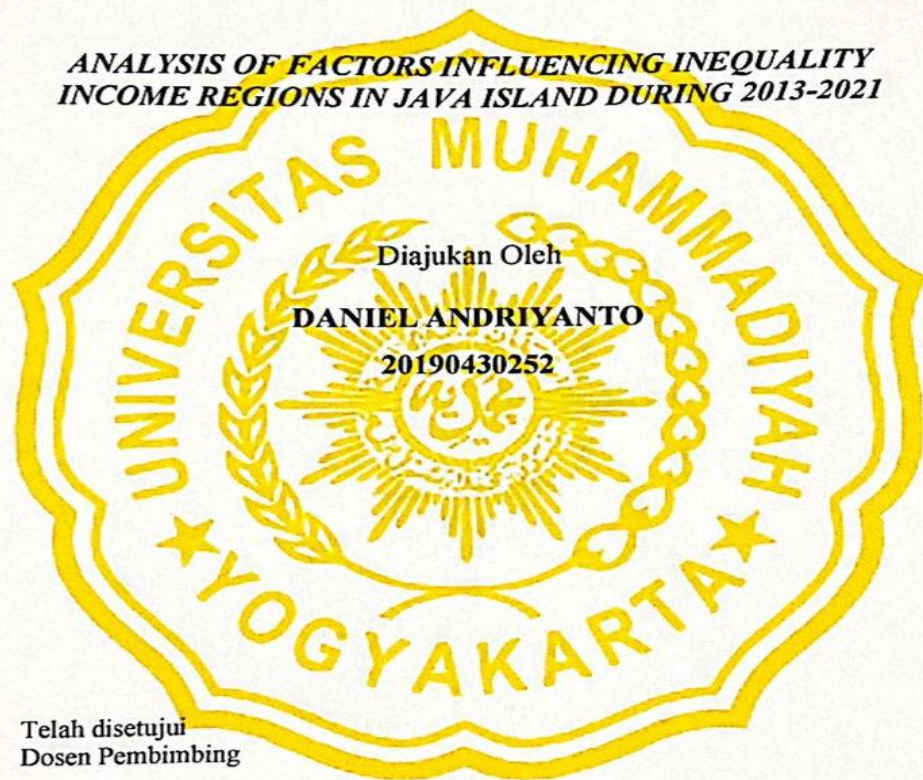 ANALYSIS OF FACTORS INFLUENCING INEQUALITY
INCOME REGIONS IN JAVA ISLAND DURING 2013-2021
UNIVERSITAS MUHAMMADIYAH
Diajukan Oleh
DANIEL ANDRIYANTO
20190430252
★ YOGYAKARTA ★
Telah disetujui
Dosen Pembimbing